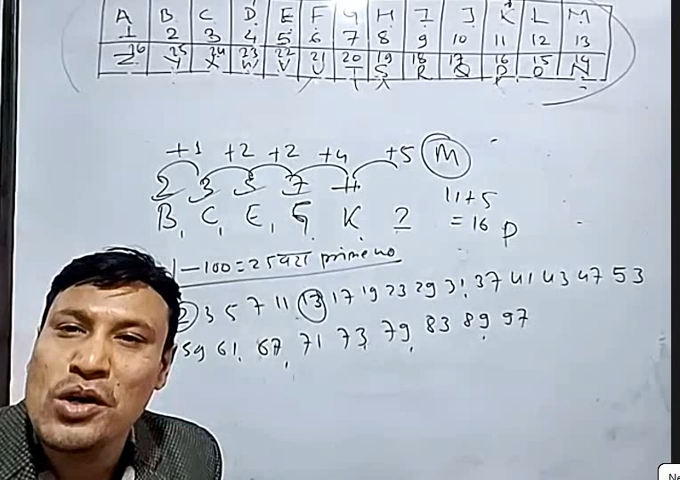 A B C D E F G H I J K L M
1 2 3 4 5 6 7 8 9 10 11 12 13
26 25 24 23 22 21 20 19 18 17 16 15 14
Z Y X W V U T S R Q P O N
+1 +2 +2 +4 +5 M
2 3 5 7 11
B, C, E, G, K ?
11+5
= 16 P
1 — 100 = 25 prime no
2 3 5 7 11 13 17 19 23 29 31 37 41 43 47 53
59 61, 67, 71 73 79, 83 89, 97
Ne